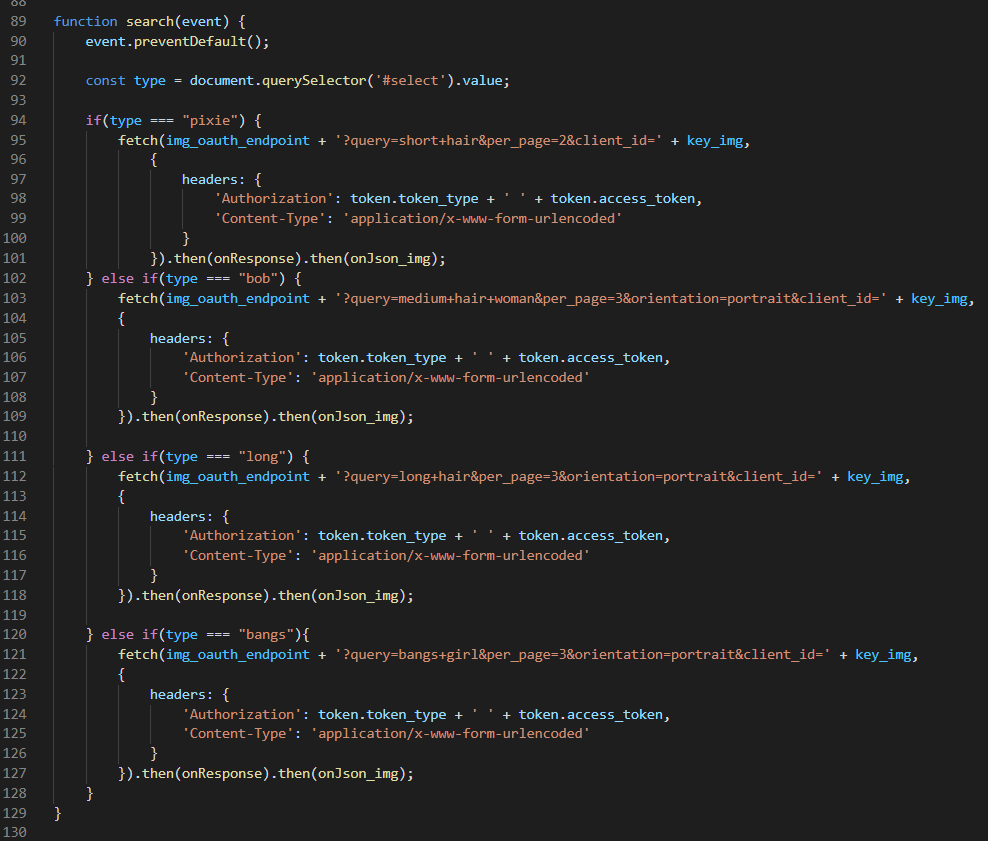 88
89 function search(event) {
90     event.preventDefault();
91
92     const type = document.querySelector('#select').value;
93
94     if(type === "pixie") {
95         fetch(img_oauth_endpoint + '?query=short+hair&per_page=2&client_id=' + key_img,
96             {
97                 headers: {
98                     'Authorization': token.token_type + ' ' + token.access_token,
99                     'Content-Type': 'application/x-www-form-urlencoded'
100                 }
101             }).then(onResponse).then(onJson_img);
102     } else if(type === "bob") {
103         fetch(img_oauth_endpoint + '?query=medium+hair+woman&per_page=3&orientation=portrait&client_id=' + key_img,
104         {
105             headers: {
106                 'Authorization': token.token_type + ' ' + token.access_token,
107                 'Content-Type': 'application/x-www-form-urlencoded'
108             }
109         }).then(onResponse).then(onJson_img);
110
111     } else if(type === "long") {
112         fetch(img_oauth_endpoint + '?query=long+hair&per_page=3&orientation=portrait&client_id=' + key_img,
113         {
114             headers: {
115                 'Authorization': token.token_type + ' ' + token.access_token,
116                 'Content-Type': 'application/x-www-form-urlencoded'
117             }
118         }).then(onResponse).then(onJson_img);
119
120     } else if(type === "bangs"){
121         fetch(img_oauth_endpoint + '?query=bangs+girl&per_page=3&orientation=portrait&client_id=' + key_img,
122         {
123             headers: {
124                 'Authorization': token.token_type + ' ' + token.access_token,
125                 'Content-Type': 'application/x-www-form-urlencoded'
126             }
127         }).then(onResponse).then(onJson_img);
128     }
129 }
130